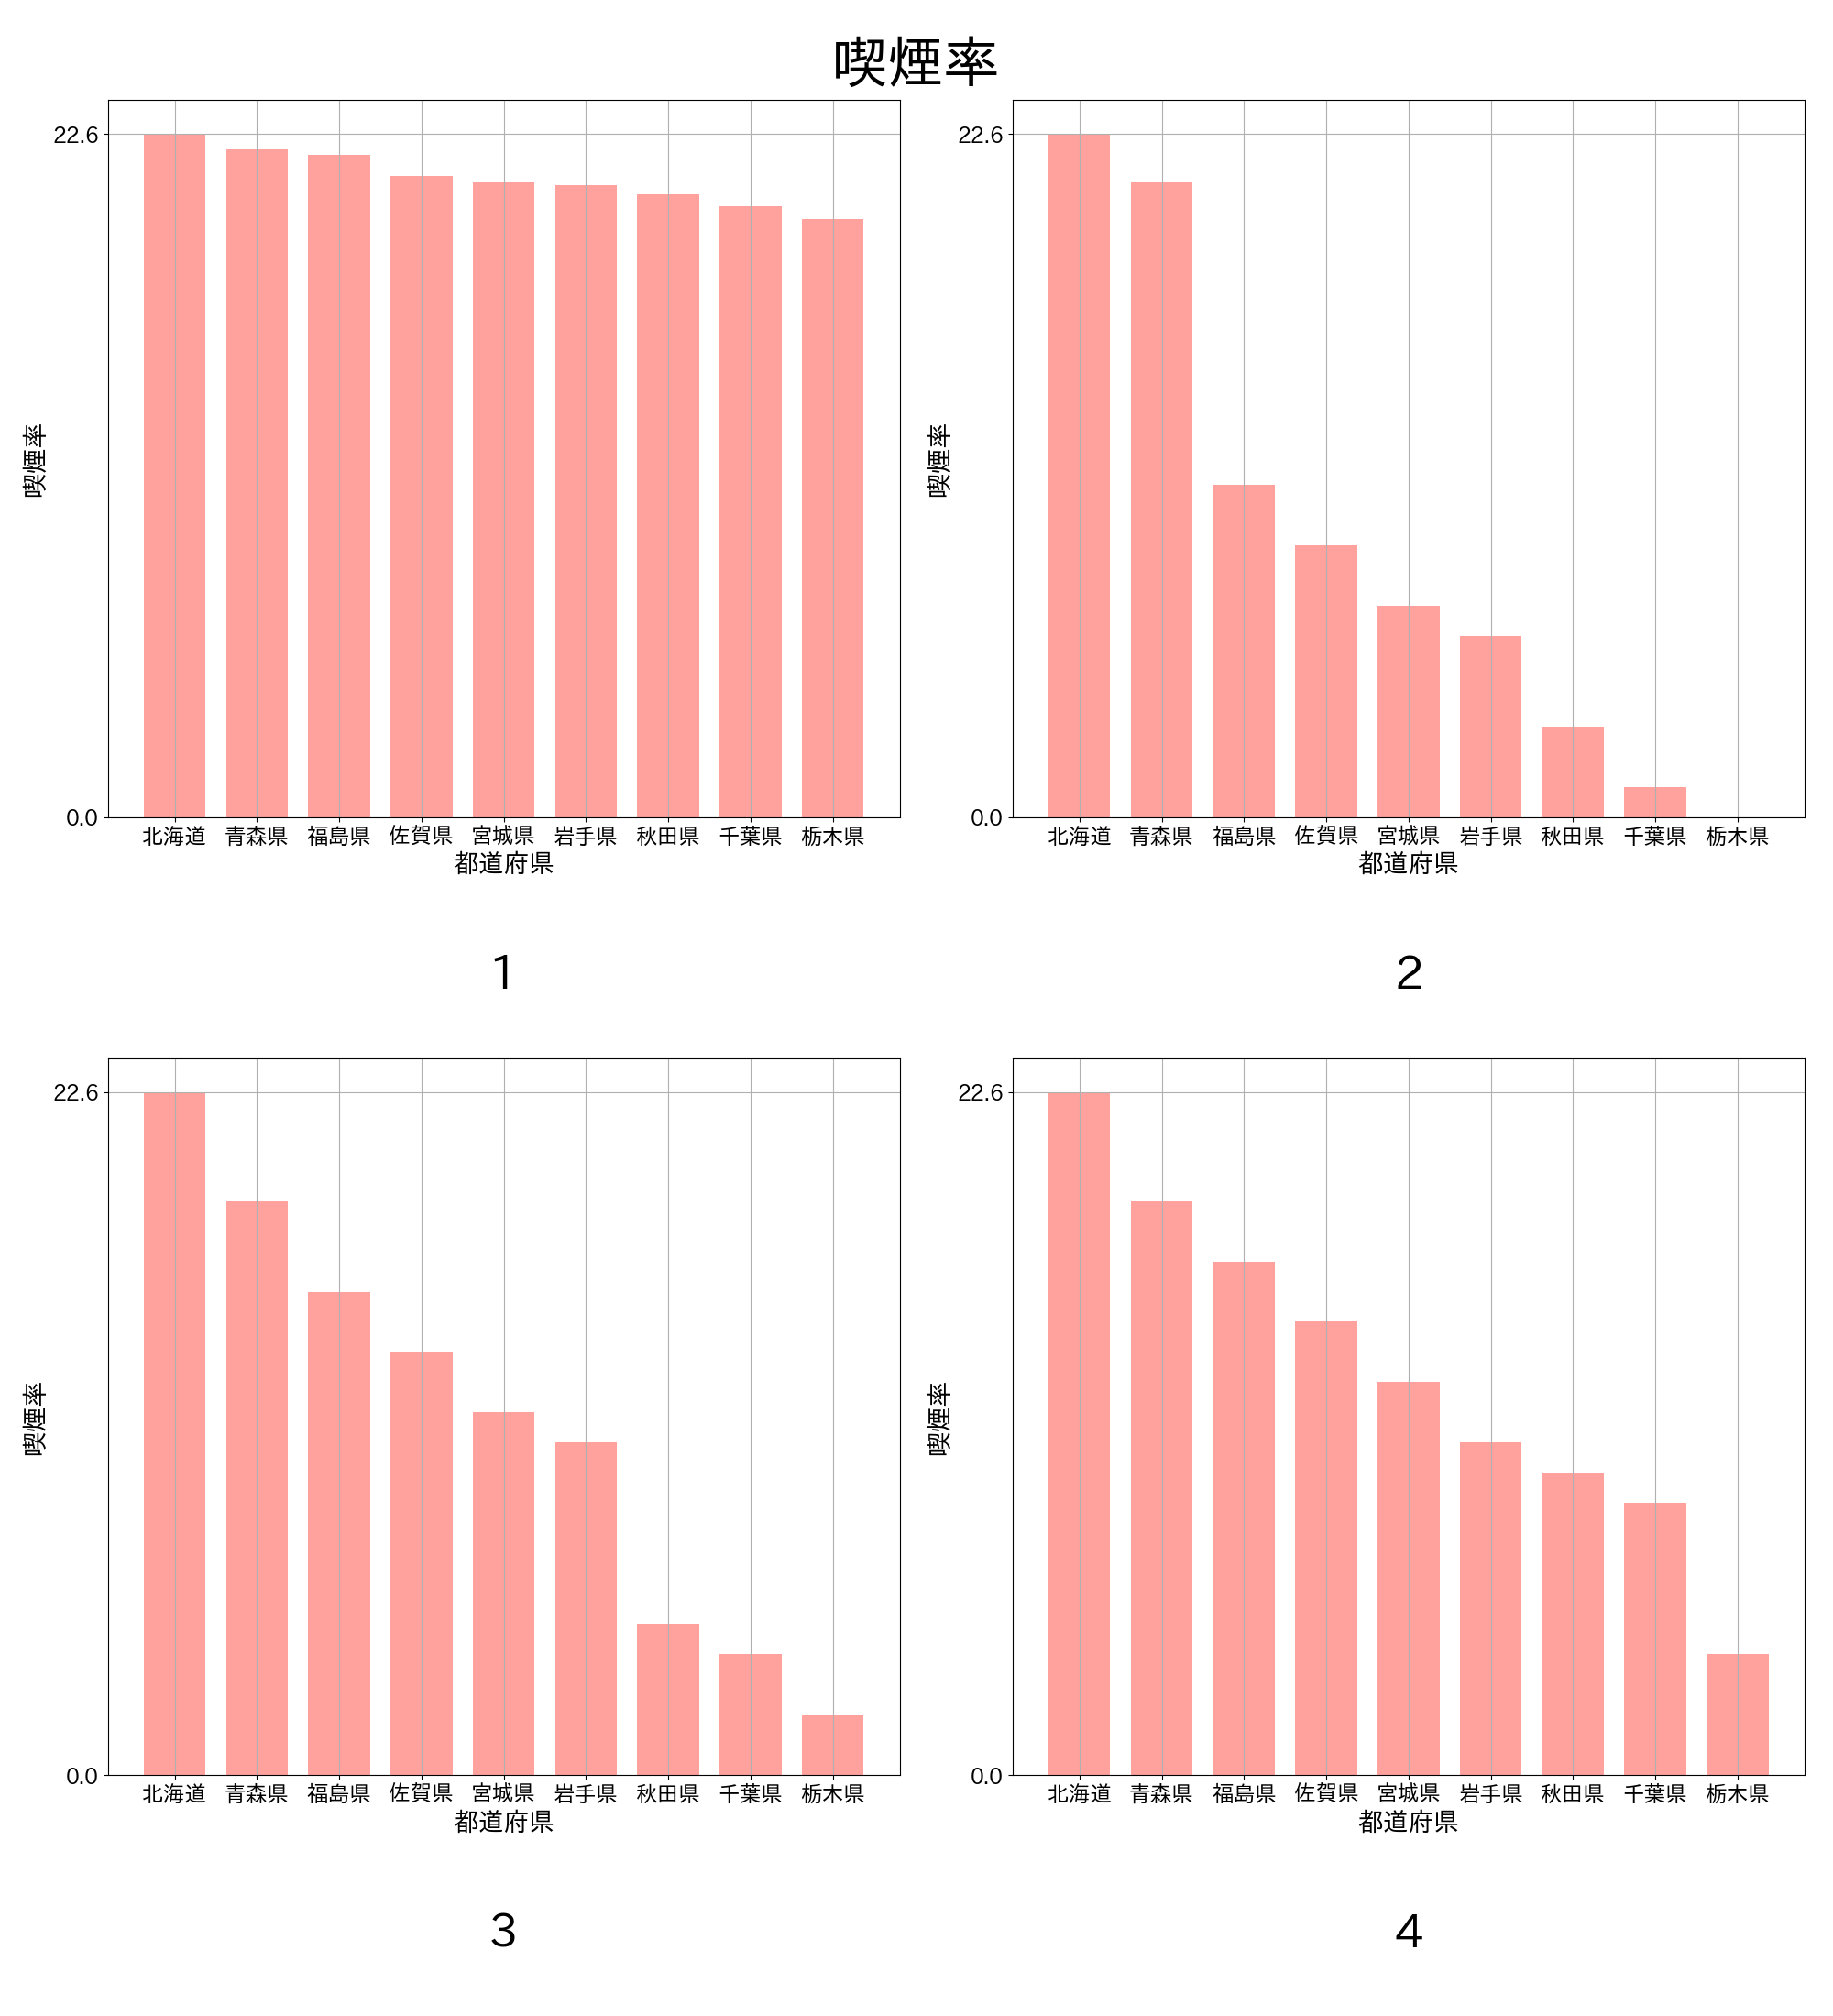 喫煙率
22.6
喫煙率
0.0
北海道 青森県 福島県 佐賀県 宮城県 岩手県 秋田県 千葉県 栃木県
都道府県
1
22.6
喫煙率
0.0
北海道 青森県 福島県 佐賀県 宮城県 岩手県 秋田県 千葉県 栃木県
都道府県
2
22.6
喫煙率
0.0
北海道 青森県 福島県 佐賀県 宮城県 岩手県 秋田県 千葉県 栃木県
都道府県
3
22.6
喫煙率
0.0
北海道 青森県 福島県 佐賀県 宮城県 岩手県 秋田県 千葉県 栃木県
都道府県
4